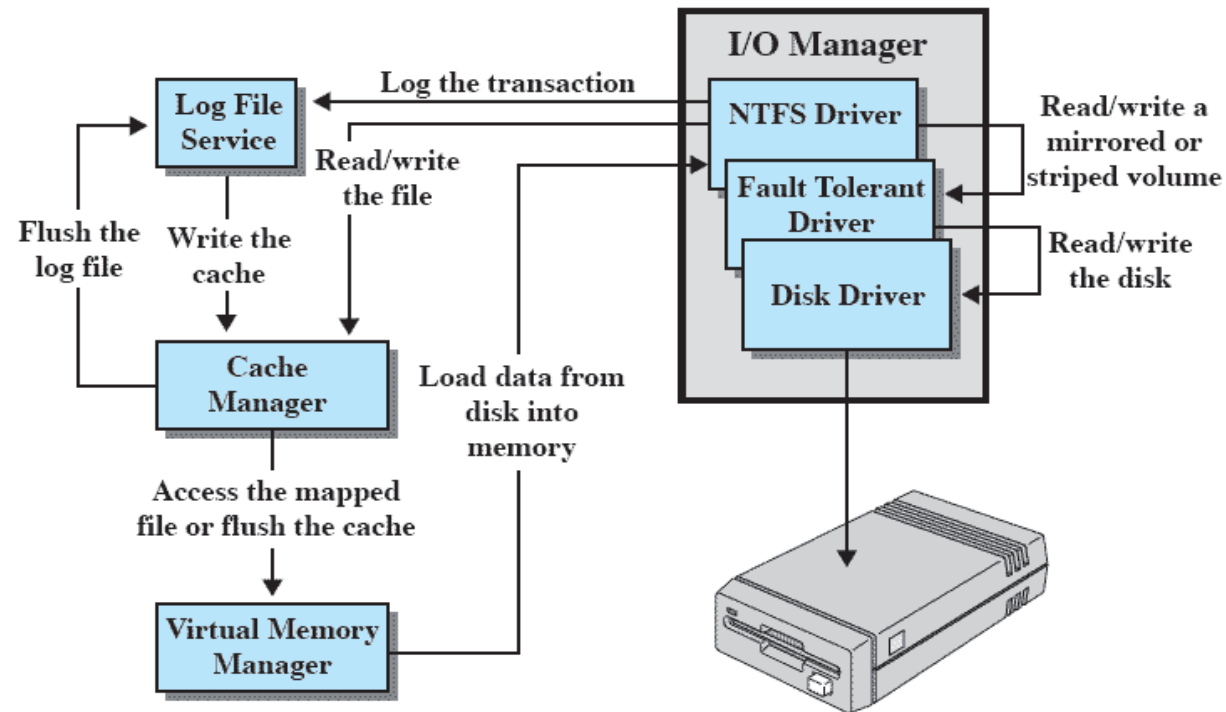 I/O Manager
Log the transaction
Log File
Service
NTFS Driver
Read/write a
mirrored or
striped volume
Read/write
the file
Fault Tolerant
Driver
Flush the
log file
Write the
cache
Read/write
the disk
Disk Driver
Cache
Manager
Load data from
disk into
memory
Access the mapped
file or flush the cache
Virtual Memory
Manager